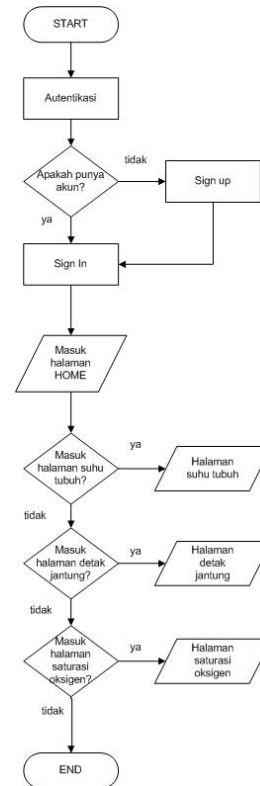 START
Autentikasi
Apakah punya
akun?
tidak
Sign up
ya
Sign In
Masuk
halaman
HOME
Masuk
halaman suhu
tubuh?
ya
Halaman
suhu tubuh
tidak
Masuk
halaman detak
jantung?
ya
Halaman
detak
jantung
tidak
Masuk
halaman
saturasi
oksigen?
ya
Halaman
saturasi
oksigen
tidak
END